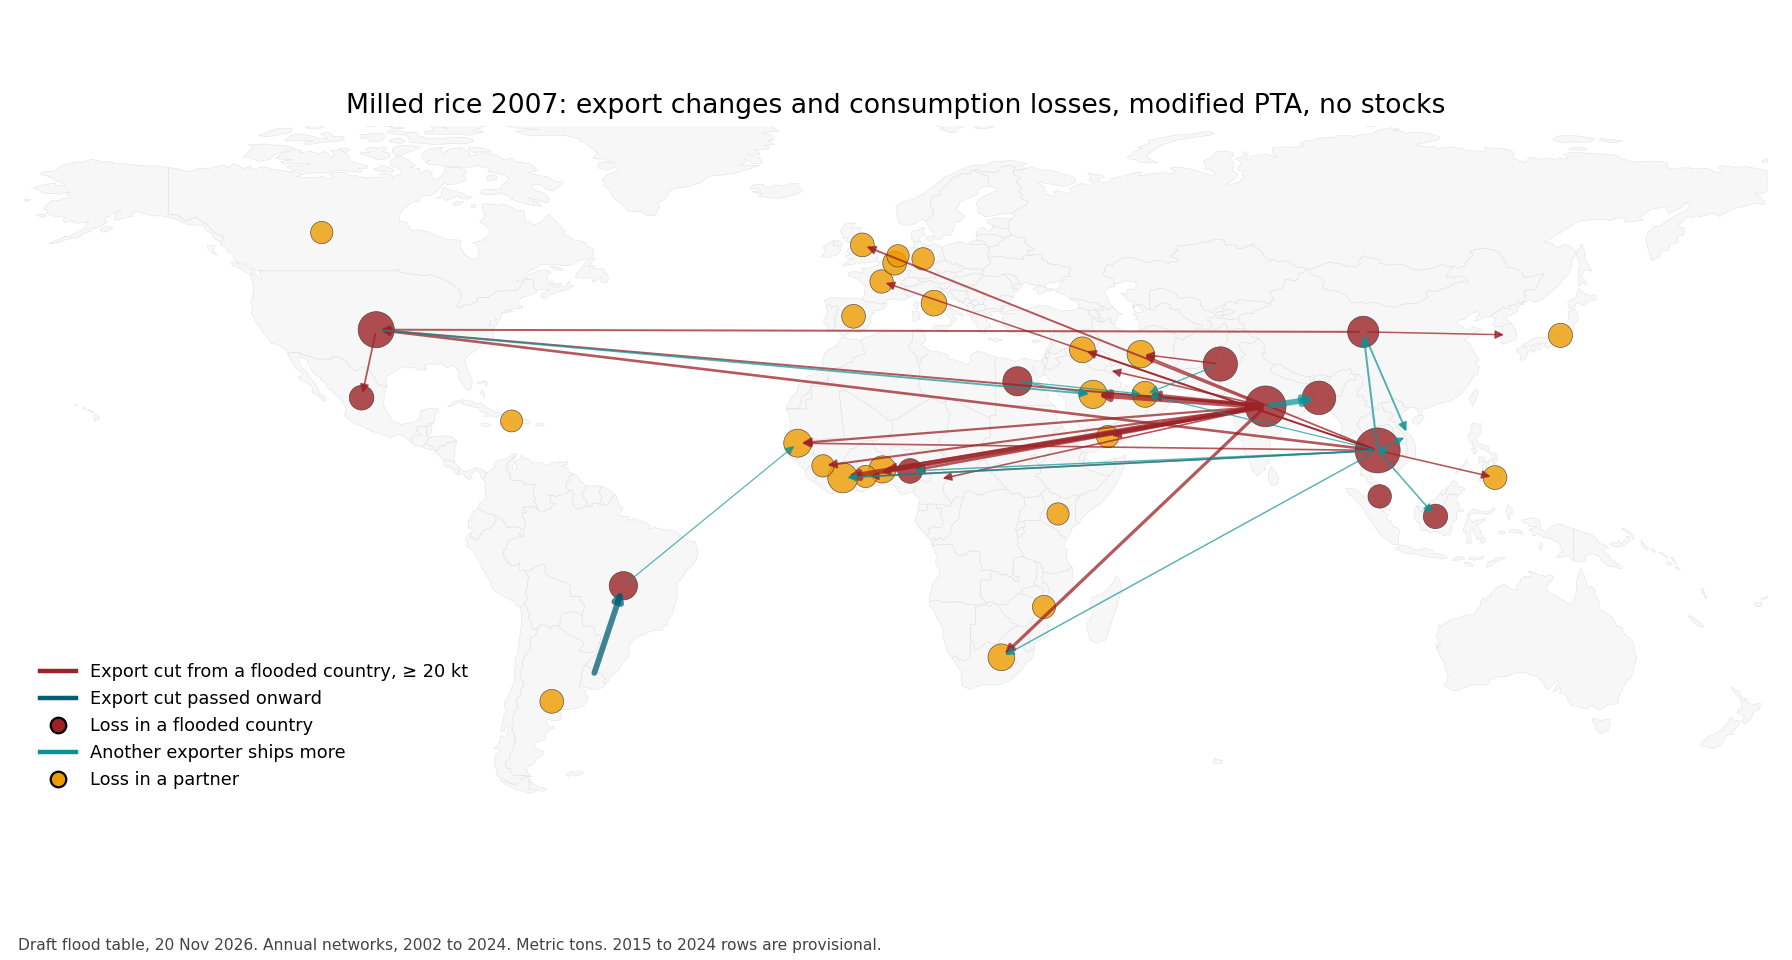 Milled rice 2007: export changes and consumption losses, modified PTA, no stocks
Export cut from a flooded country, ≥ 20 kt
Export cut passed onward
Loss in a flooded country
Another exporter ships more
Loss in a partner
Draft flood table, 20 Nov 2026. Annual networks, 2002 to 2024. Metric tons. 2015 to 2024 rows are provisional.